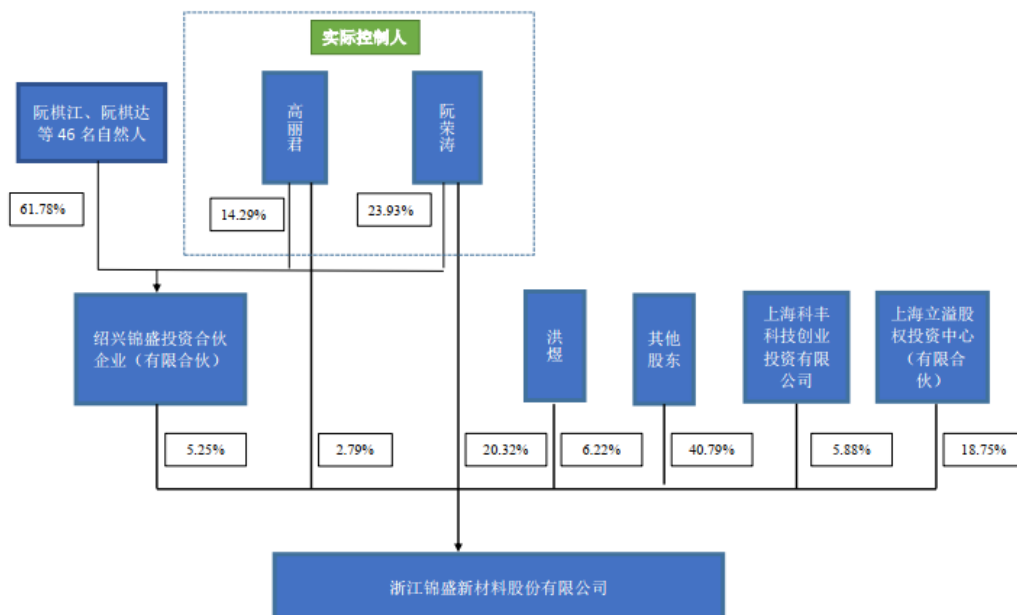 实际控制人
阮棋江、阮棋达
等 46 名自然人
高丽君
阮荣涛
61.78%
14.29%
23.93%
绍兴锦盛投资合伙
企业（有限合伙）
洪煜
其他
股东
上海科丰
科技创业
投资有限
公司
上海立溢股
权投资中心
（有限合
伙）
5.25%
2.79%
20.32%
6.22%
40.79%
5.88%
18.75%
浙江锦盛新材料股份有限公司